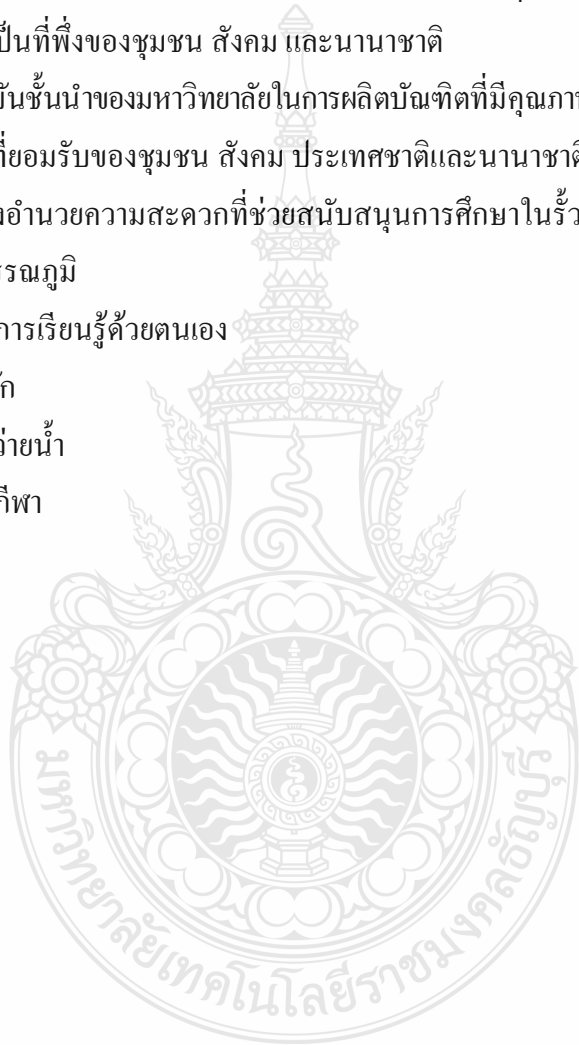 ป็นที่พึ่งของชุมชน สังคม และนานาชาติ
บันชั้นนำของมหาวิทยาลัยในการผลิตบัณฑิตที่มีคุณภาพ
ที่ยอมรับของชุมชน สังคม ประเทศชาติและนานาชาติ
งอำนวยความสะดวกที่ช่วยสนับสนุนการศึกษาในรั้ว
รรณภูมิ
การเรียนรู้ด้วยตนเอง
ัก
ว่ายน้ำ
กีฬา
มหาวิทยาลัยเทคโนโลยีราชมงคลธัญบุรี